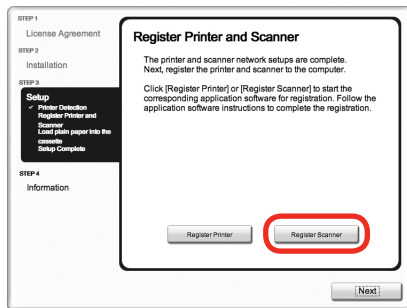 STEP 1
License Agreement
STEP 2
Installation
STEP 3
Setup
✓ Printer Detection
Register Printer and
Scanner
Load plain paper into the
cassette
Setup Complete
STEP 4
Information
Register Printer and Scanner
The printer and scanner network setups are complete.
Next, register the printer and scanner to the computer.
Click [Register Printer] or [Register Scanner] to start the
corresponding application software for registration. Follow the
application software instructions to complete the registration.
Register Printer
Register Scanner
Next